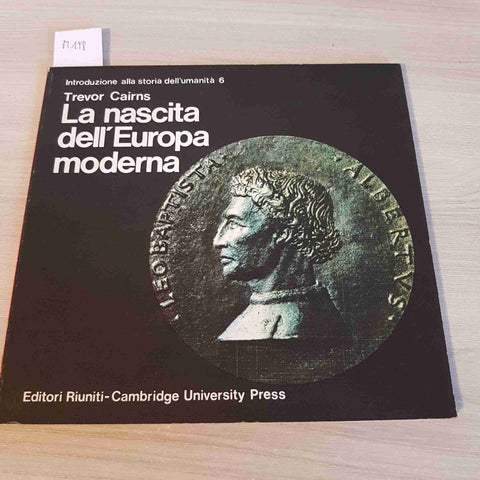 Introduzione alla storia dell'umanità 6
Trevor Cairns
La nascita
dell'Europa
moderna
LEO BAPTISTA · ALBERTVS ·
Editori Riuniti-Cambridge University Press